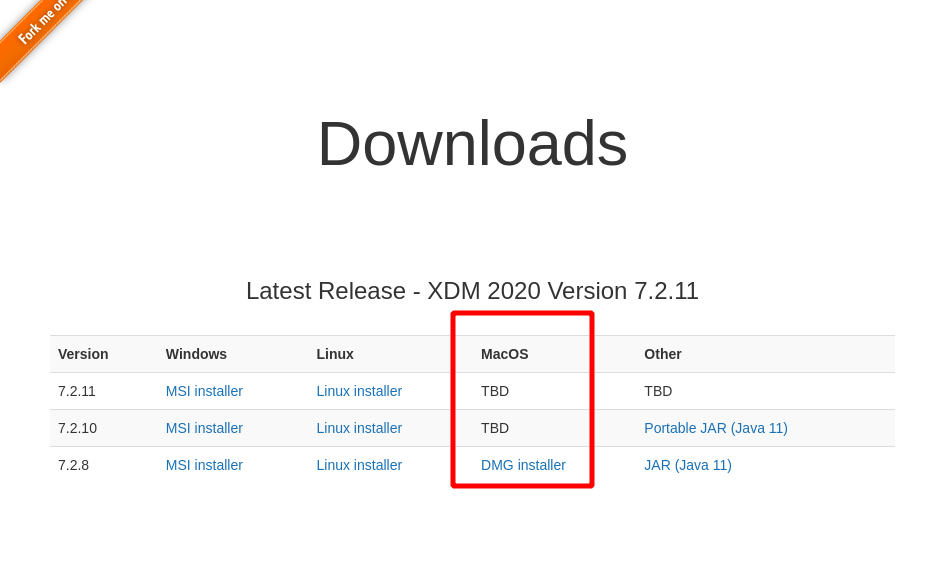 Fork me on
Downloads
Latest Release - XDM 2020 Version 7.2.11
Version Windows Linux MacOS Other
7.2.11 MSI installer Linux installer TBD TBD
7.2.10 MSI installer Linux installer TBD Portable JAR (Java 11)
7.2.8 MSI installer Linux installer DMG installer JAR (Java 11)